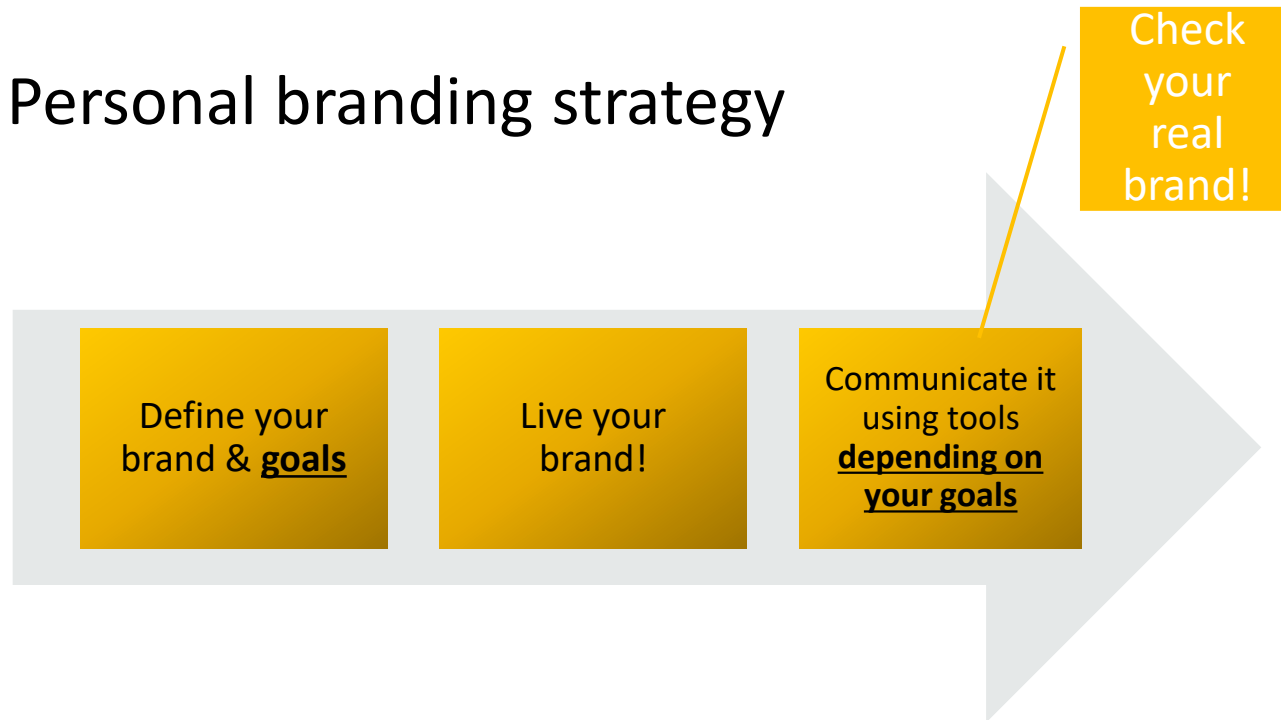 Personal branding strategy
Check
your
real
brand!
Define your
brand & goals
Live your
brand!
Communicate it
using tools
depending on
your goals